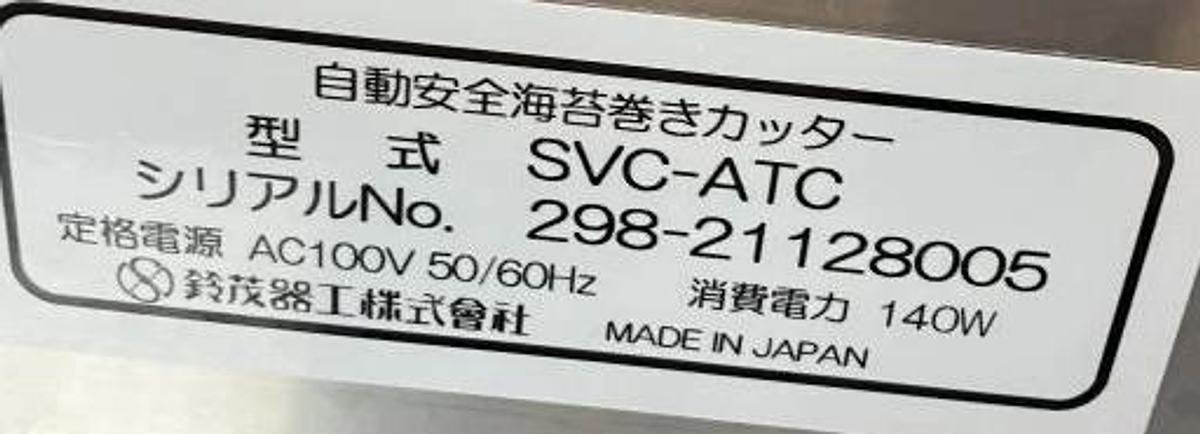 自動安全海苔巻きカッター
型 式 SVC-ATC
シリアルNo. 298-21128005
定格電源 AC100V 50/60Hz 消費電力 140W
鈴茂器工株式會社 MADE IN JAPAN